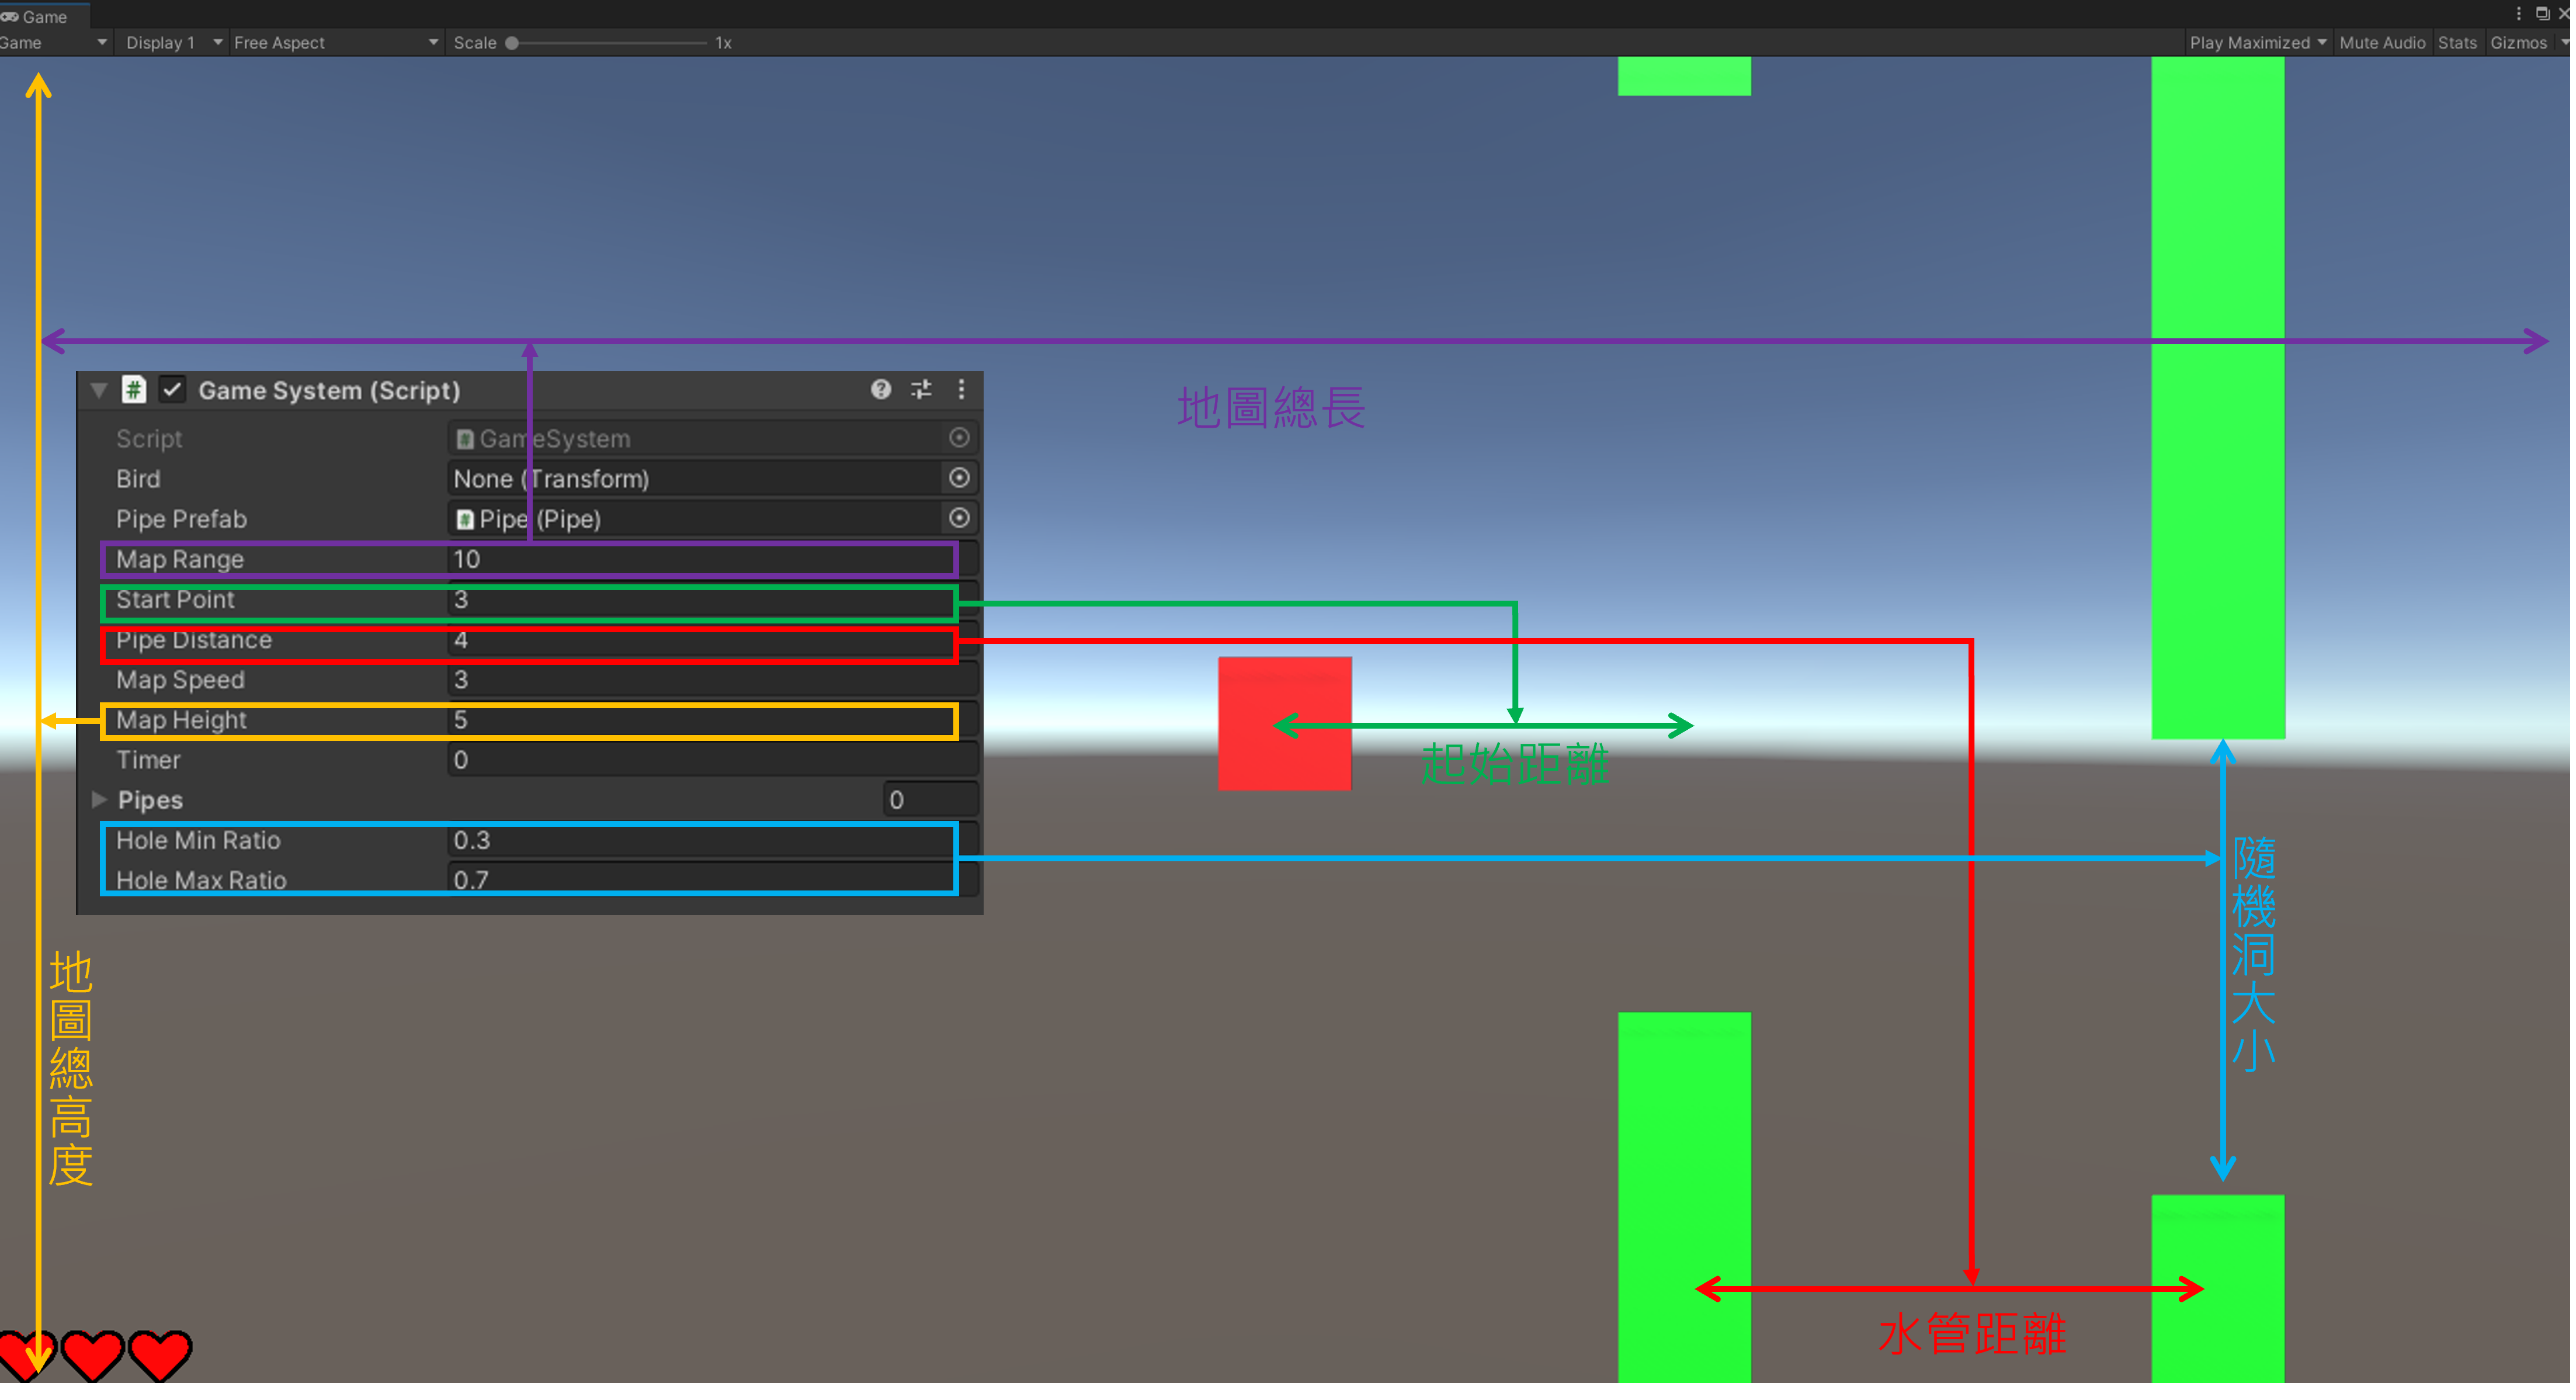 Game
Game Display 1 Free Aspect Scale 1x Play Maximized Mute Audio Stats Gizmos
地圖總長
Game System (Script)
Script GameSystem
Bird None (Transform)
Pipe Prefab Pipe (Pipe)
Map Range 10
Start Point 3
Pipe Distance 4
Map Speed 3
Map Height 5
Timer 0
Pipes 0
Hole Min Ratio 0.3
Hole Max Ratio 0.7
起始距離
隨機洞大小
地圖總高度
水管距離